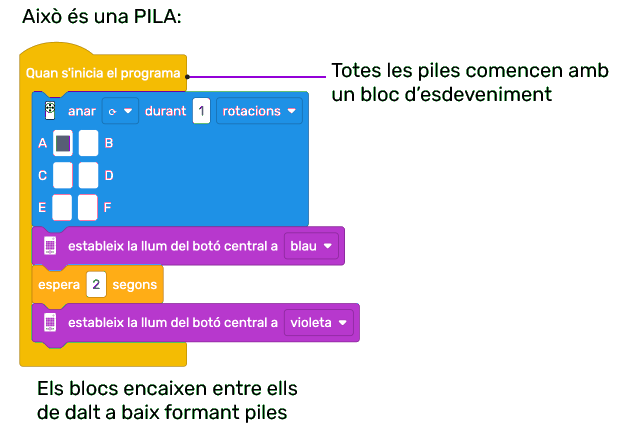 Això és una PILA:
Quan s'inicia el programa
Totes les piles comencen amb
un bloc d'esdeveniment
anar durant 1 rotacions
A B
C D
E F
estableix la llum del botó central a blau
espera 2 segons
estableix la llum del botó central a violeta
Els blocs encaixen entre ells
de dalt a baix formant piles